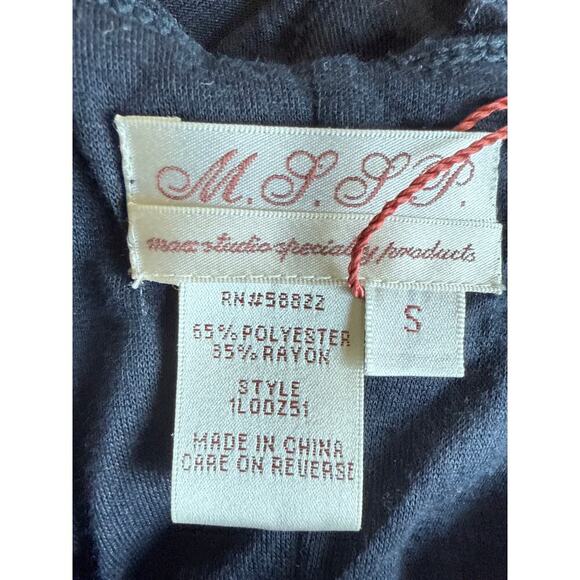 M.S.S.P.
max studio specialty products
S
RN#58822
65% POLYESTER
35% RAYON
STYLE
1L00Z51
MADE IN CHINA
CARE ON REVERSE